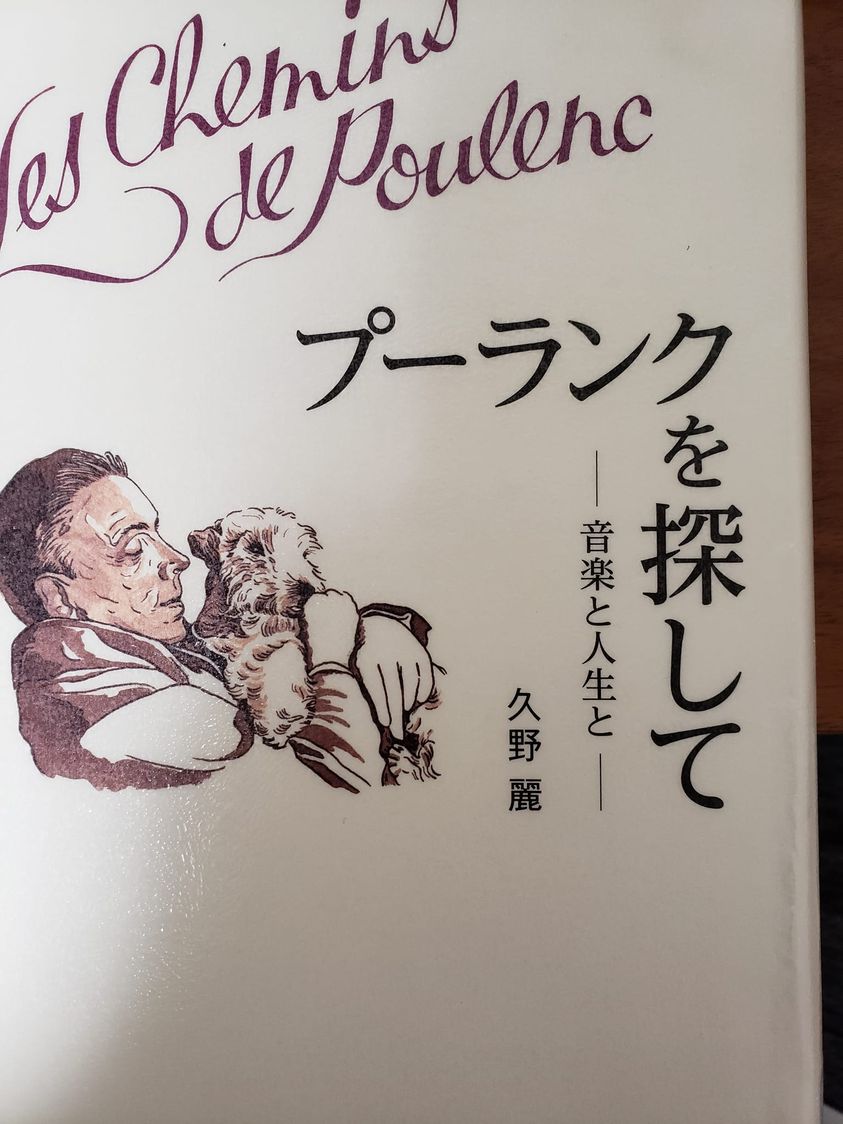 Les Chemins
de Poulenc
プーランクを探して
―音楽と人生と―
久野 麗